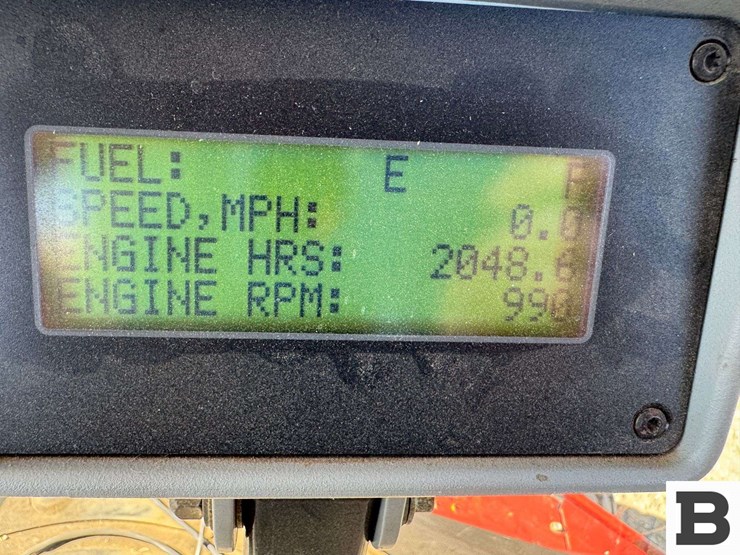 FUEL: E F
SPEED,MPH: 0.0
ENGINE HRS: 2048.6
ENGINE RPM: 990
B